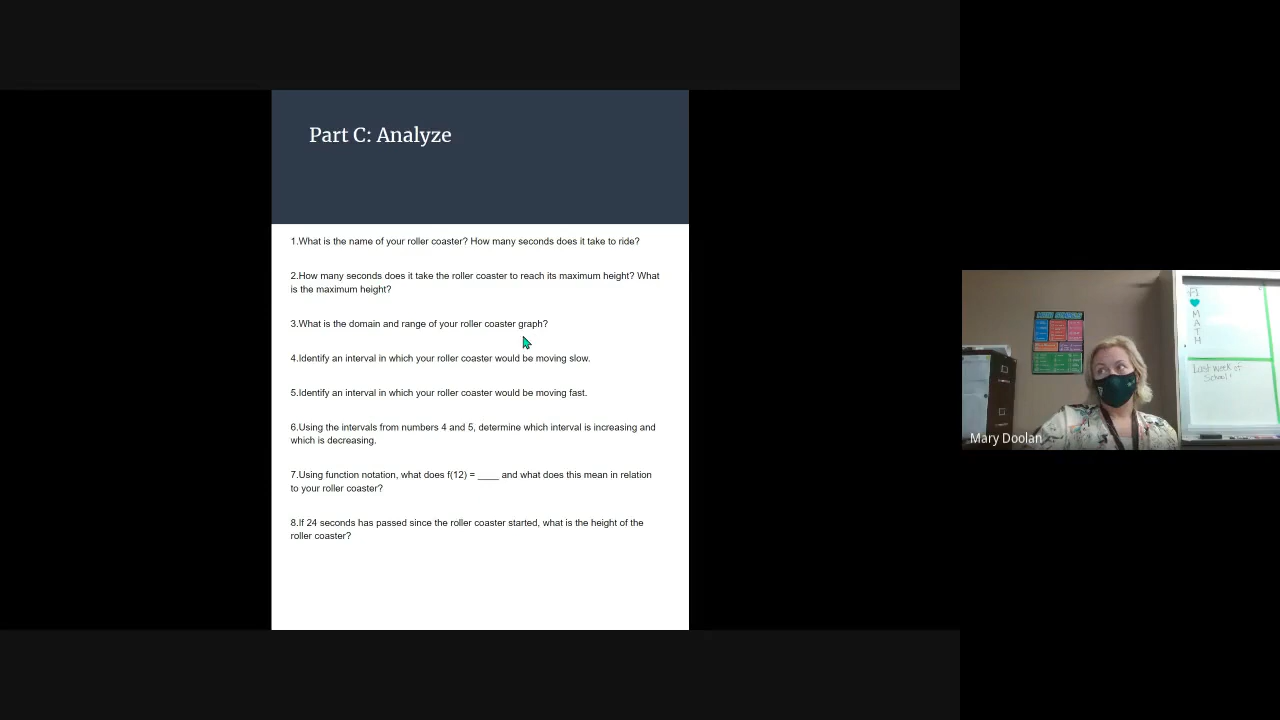 Part C: Analyze
1.What is the name of your roller coaster? How many seconds does it take to ride?
2.How many seconds does it take the roller coaster to reach its maximum height? What
is the maximum height?
3.What is the domain and range of your roller coaster graph?
4.Identify an interval in which your roller coaster would be moving slow.
5.Identify an interval in which your roller coaster would be moving fast.
6.Using the intervals from numbers 4 and 5, determine which interval is increasing and
which is decreasing.
7.Using function notation, what does f(12) = ____ and what does this mean in relation
to your roller coaster?
8.If 24 seconds has passed since the roller coaster started, what is the height of the
roller coaster?
M
A
T
H
Last week of
School!
Mary Doolan